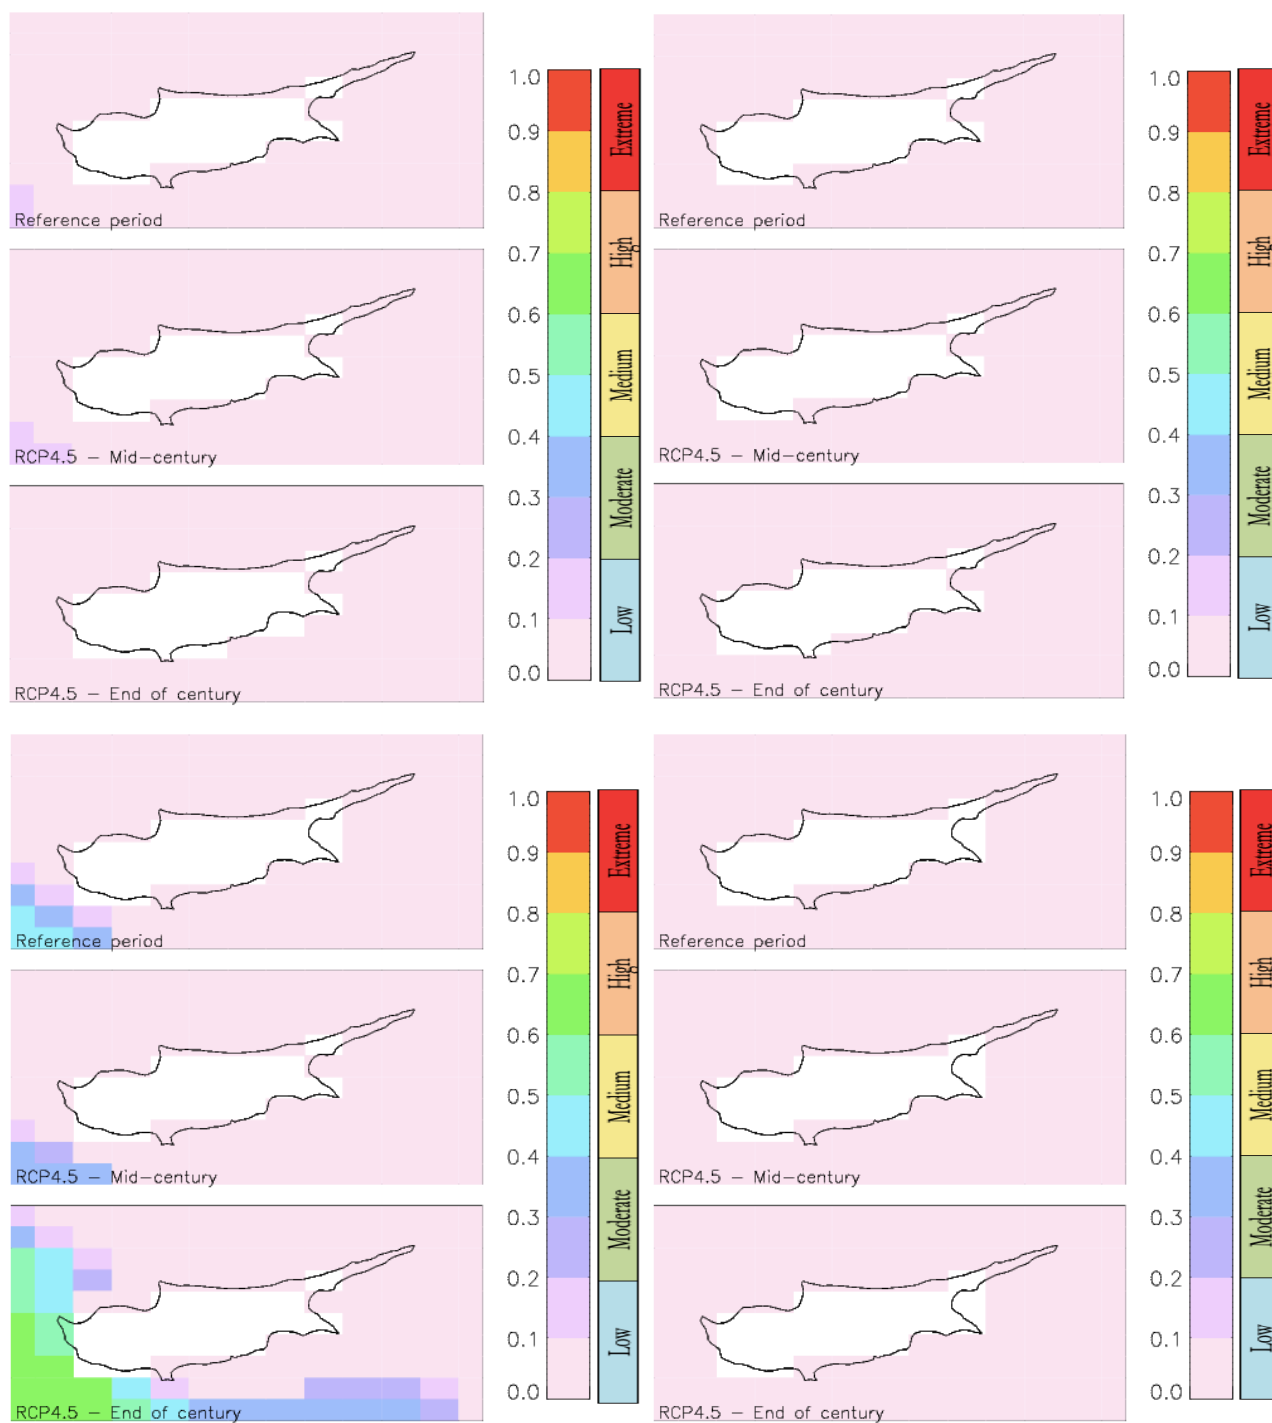 Reference period
RCP4.5 – Mid-century
RCP4.5 – End of century
1.0
0.9
0.8
0.7
0.6
0.5
0.4
0.3
0.2
0.1
0.0
Extreme
High
Medium
Moderate
Low
Reference period
RCP4.5 – Mid-century
RCP4.5 – End of century
1.0
0.9
0.8
0.7
0.6
0.5
0.4
0.3
0.2
0.1
0.0
Extreme
High
Medium
Moderate
Low
Reference period
RCP4.5 – Mid-century
RCP4.5 – End of century
1.0
0.9
0.8
0.7
0.6
0.5
0.4
0.3
0.2
0.1
0.0
Extreme
High
Medium
Moderate
Low
Reference period
RCP4.5 – Mid-century
RCP4.5 – End of century
1.0
0.9
0.8
0.7
0.6
0.5
0.4
0.3
0.2
0.1
0.0
Extreme
High
Medium
Moderate
Low